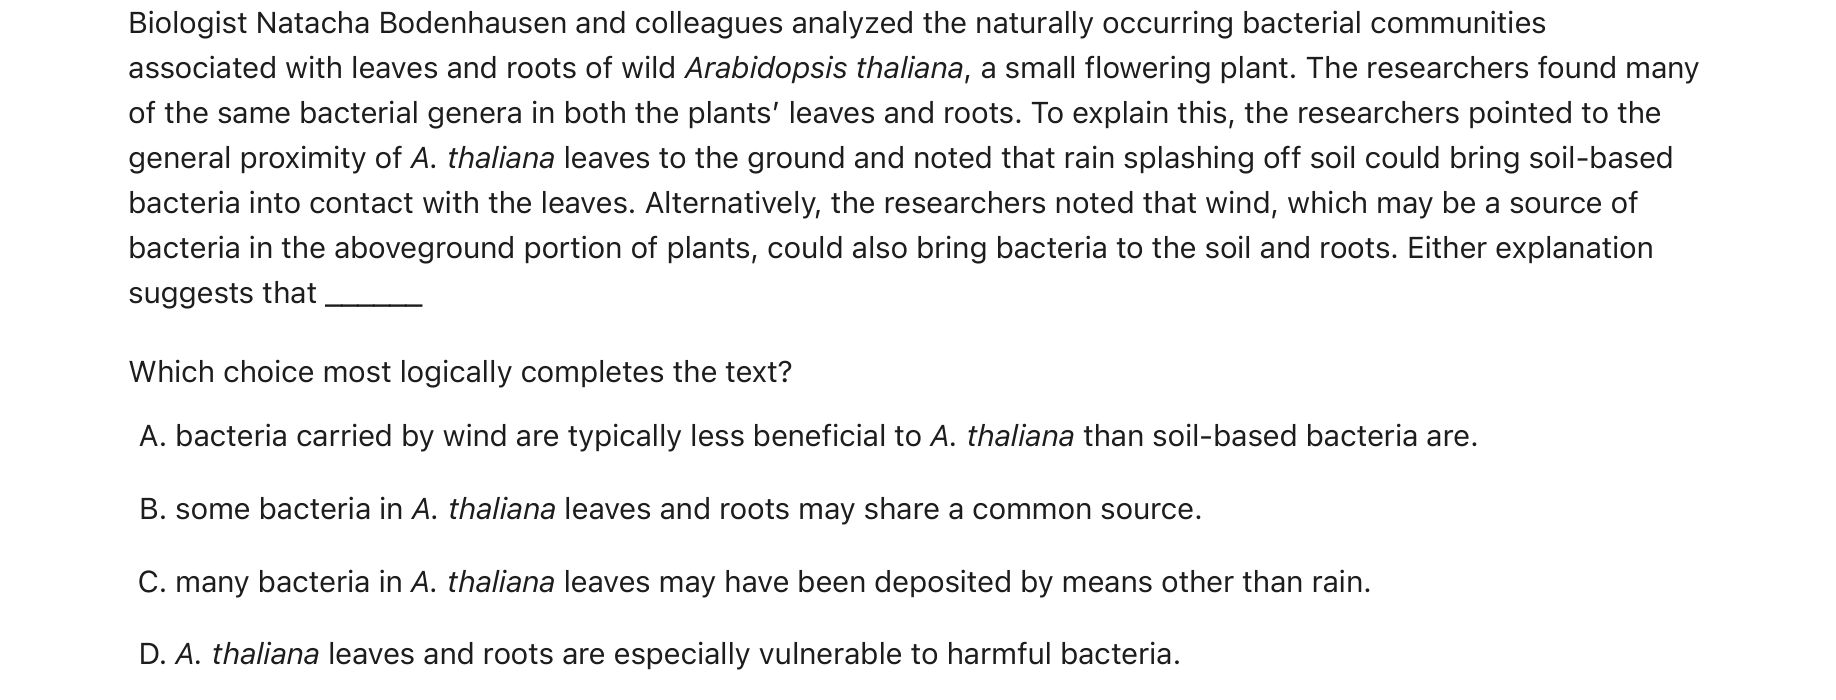 Biologist Natacha Bodenhausen and colleagues analyzed the naturally occurring bacterial communities
associated with leaves and roots of wild Arabidopsis thaliana, a small flowering plant. The researchers found many
of the same bacterial genera in both the plants’ leaves and roots. To explain this, the researchers pointed to the
general proximity of A. thaliana leaves to the ground and noted that rain splashing off soil could bring soil-based
bacteria into contact with the leaves. Alternatively, the researchers noted that wind, which may be a source of
bacteria in the aboveground portion of plants, could also bring bacteria to the soil and roots. Either explanation
suggests that ______
Which choice most logically completes the text?
A. bacteria carried by wind are typically less beneficial to A. thaliana than soil-based bacteria are.
B. some bacteria in A. thaliana leaves and roots may share a common source.
C. many bacteria in A. thaliana leaves may have been deposited by means other than rain.
D. A. thaliana leaves and roots are especially vulnerable to harmful bacteria.